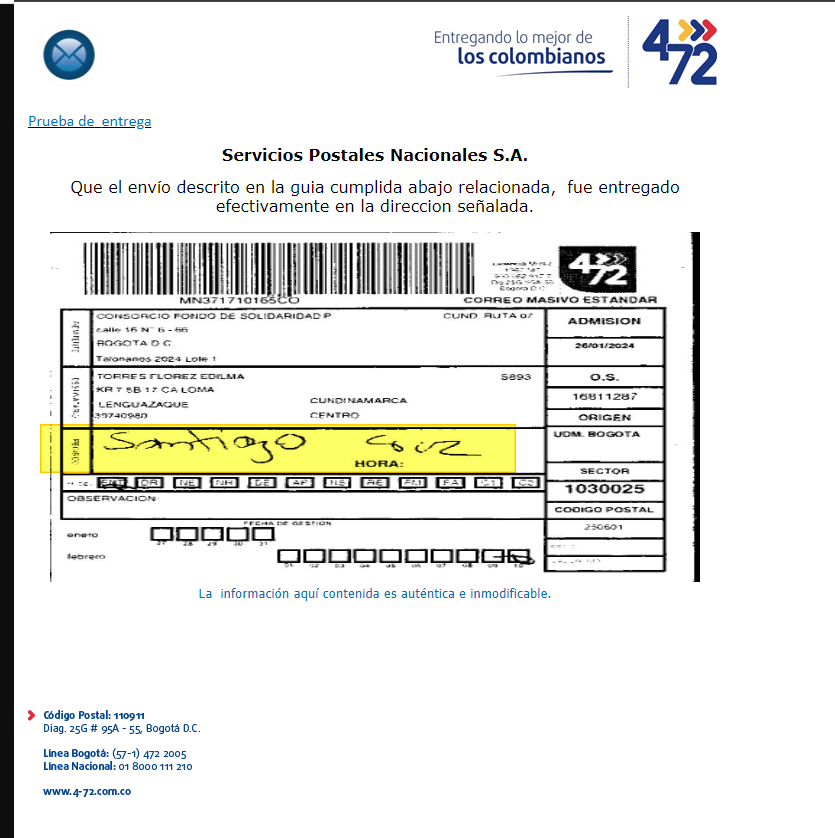 Entregando lo mejor de
los colombianos
4-72
Prueba de entrega
Servicios Postales Nacionales S.A.
Que el envío descrito en la guia cumplida abajo relacionada, fue entregado
efectivamente en la direccion señalada.
472
MN371710165CO
CORREO MASIVO ESTANDAR
CONSORCIO FONDO DE SOLIDARIDAD P
CUND RUTA 07
calle 16 N° 6 - 66
BOGOTA D C
Talonarios 2024 Lote 1
ADMISION
26/01/2024
TORRES FLOREZ EDILMA
5893
KR 7 5B 17 CA LOMA
LENGUAZAQUE
CUNDINAMARCA
39740980
CENTRO
O.S.
16811287
ORIGEN
UDM. BOGOTA
Santiago
HORA:
SECTOR
1030025
CODIGO POSTAL
250601
ENT DR NE NR DE AP NS RE FM FA C1 C2
OBSERVACION:
FECHA DE GESTION
enero
27 28 29 30 31
febrero
01 02 03 04 05 06 07 08 09 10
La información aquí contenida es auténtica e inmodificable.
Código Postal: 110911
Diag. 25G # 95A - 55, Bogotá D.C.
Linea Bogotá: (57-1) 472 2005
Linea Nacional: 01 8000 111 210
www.4-72.com.co